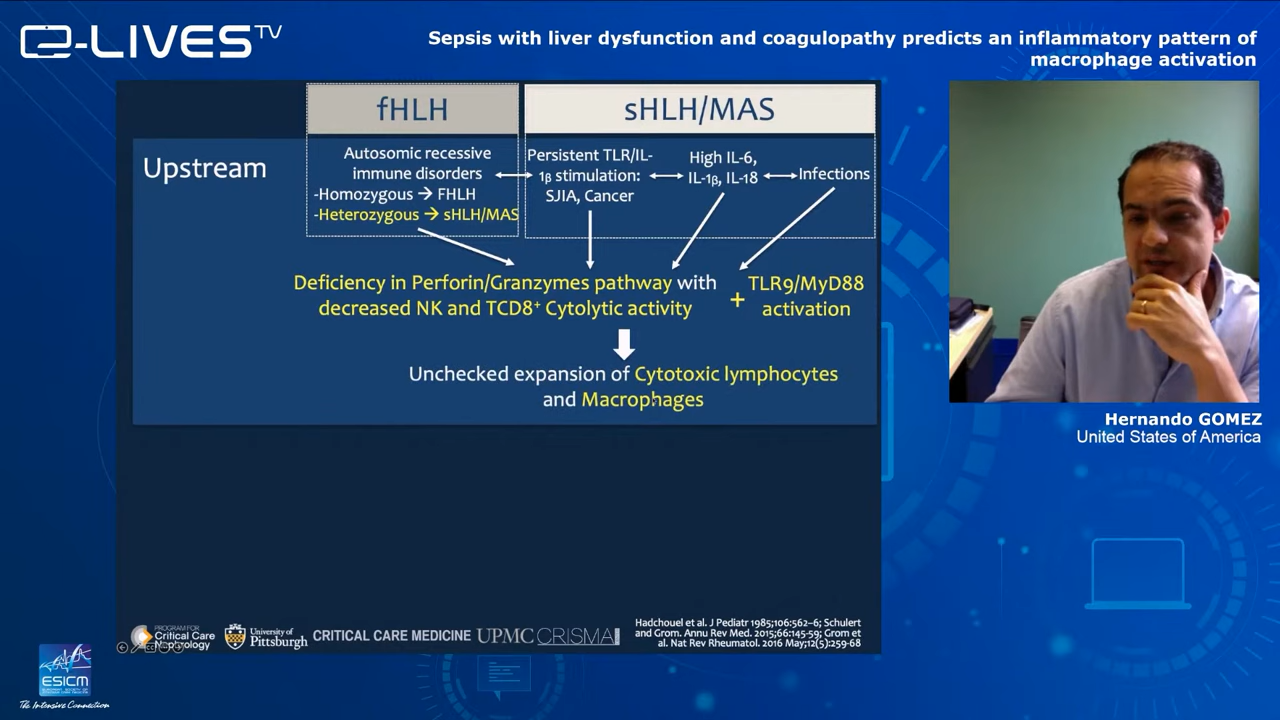 e-LIVES TV
Sepsis with liver dysfunction and coagulopathy predicts an inflammatory pattern of
macrophage activation
fHLH
sHLH/MAS
Upstream
Autosomic recessive
immune disorders
-Homozygous → FHLH
-Heterozygous → sHLH/MAS
Persistent TLR/IL-
1β stimulation:
SJIA, Cancer
High IL-6,
IL-1β, IL-18
Infections
Deficiency in Perforin/Granzymes pathway with
decreased NK and TCD8⁺ Cytolytic activity
+
TLR9/MyD88
activation
Unchecked expansion of Cytotoxic lymphocytes
and Macrophages
Hernando GOMEZ
United States of America
PROGRAM FOR
Critical Care
Nephrology
University of
Pittsburgh
CRITICAL CARE MEDICINE
UPMC
CRISMA
Hadchouel et al. J Pediatr 1985;106:562–6; Schulert
and Grom. Annu Rev Med. 2015;66:145-59; Grom et
al. Nat Rev Rheumatol. 2016 May;12(5):259-68
ESICM
EUROPEAN SOCIETY OF
The Intensive Connection